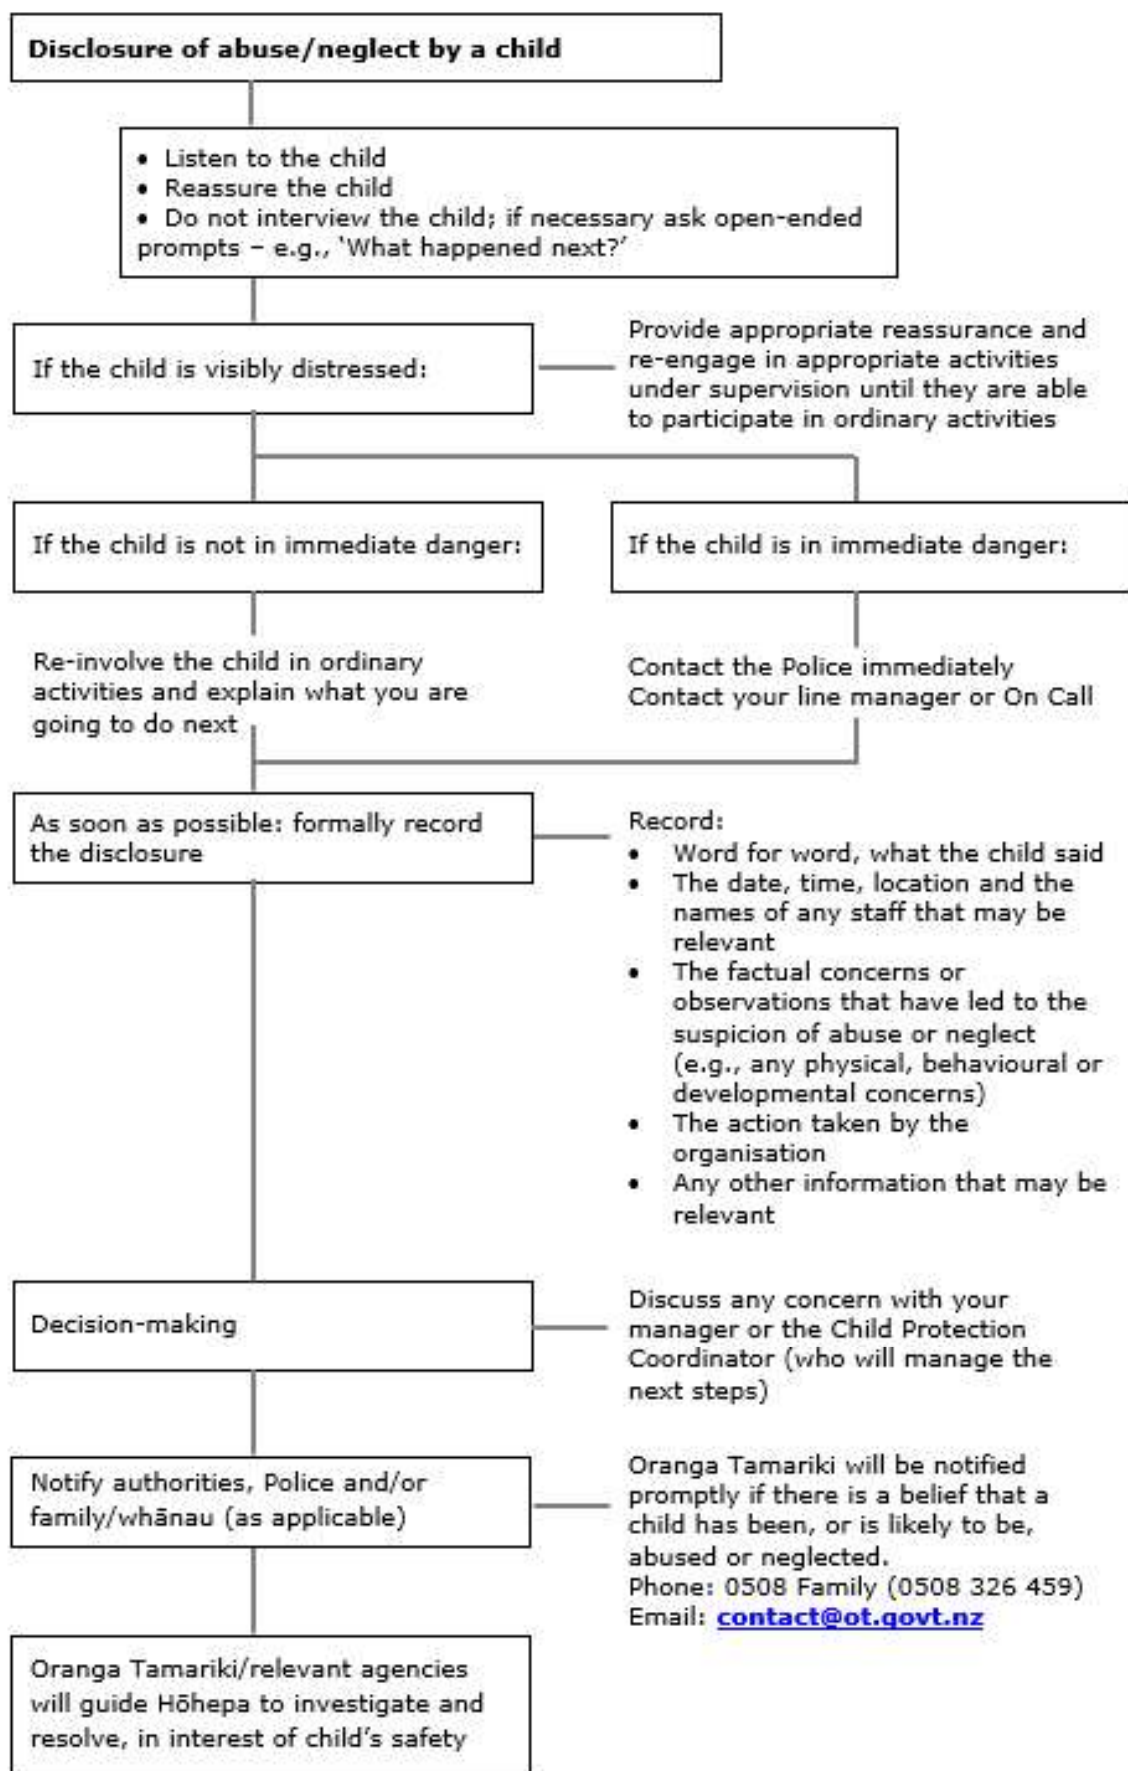 Disclosure of abuse/neglect by a child
• Listen to the child
• Reassure the child
• Do not interview the child; if necessary ask open-ended
prompts – e.g., ‘What happened next?’
If the child is visibly distressed:
Provide appropriate reassurance and
re-engage in appropriate activities
under supervision until they are able
to participate in ordinary activities
If the child is not in immediate danger:
If the child is in immediate danger:
Re-involve the child in ordinary
activities and explain what you are
going to do next
Contact the Police immediately
Contact your line manager or On Call
As soon as possible: formally record
the disclosure
Record:
• Word for word, what the child said
• The date, time, location and the
names of any staff that may be
relevant
• The factual concerns or
observations that have led to the
suspicion of abuse or neglect
(e.g., any physical, behavioural or
developmental concerns)
• The action taken by the
organisation
• Any other information that may be
relevant
Decision-making
Discuss any concern with your
manager or the Child Protection
Coordinator (who will manage the
next steps)
Notify authorities, Police and/or
family/whānau (as applicable)
Oranga Tamariki will be notified
promptly if there is a belief that a
child has been, or is likely to be,
abused or neglected.
Phone: 0508 Family (0508 326 459)
Email: contact@ot.govt.nz
Oranga Tamariki/relevant agencies
will guide Hōhepa to investigate and
resolve, in interest of child’s safety